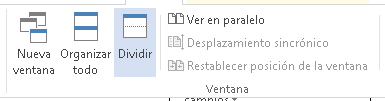 Nueva ventana
Organizar todo
Dividir
Ver en paralelo
Desplazamiento sincrónico
Restablecer posición de la ventana
Ventana